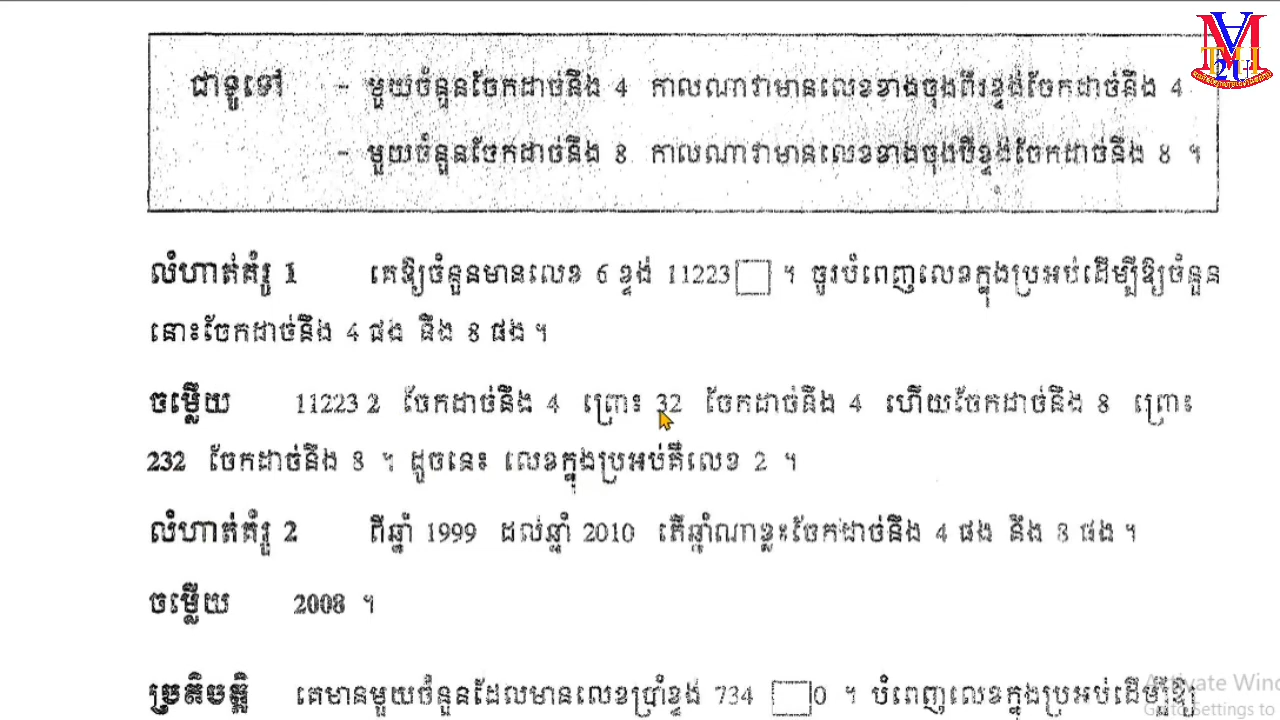 ជាទូទៅ - មួយចំនួនចែកដាច់នឹង 4 កាលណាវាមានលេខខាងចុងពីរខ្ទង់ចែកដាច់នឹង 4
- មួយចំនួនចែកដាច់នឹង 8 កាលណាវាមានលេខខាងចុងបីខ្ទង់ចែកដាច់នឹង 8 ។
លំហាត់គំរូ 1 គេឱ្យចំនួនមានលេខ 6 ខ្ទង់ 11223□ ។ ចូរបំពេញលេខក្នុងប្រអប់ដើម្បីឱ្យចំនួន
នោះចែកដាច់នឹង 4 ផង និង 8 ផង ។
ចម្លើយ 11223 2 ចែកដាច់នឹង 4 ព្រោះ 32 ចែកដាច់នឹង 4 ហើយចែកដាច់នឹង 8 ព្រោះ
232 ចែកដាច់នឹង 8 ។ ដូចនេះ លេខក្នុងប្រអប់គឺលេខ 2 ។
លំហាត់គំរូ 2 ពីឆ្នាំ 1999 ដល់ឆ្នាំ 2010 តើឆ្នាំណាខ្លះចែកដាច់នឹង 4 ផង នឹង 8 ផង ។
ចម្លើយ 2008 ។
ប្រតិបត្តិ គេមានមួយចំនួនដែលមានលេខប្រាំខ្ទង់ 734 □0 ។ បំពេញលេខក្នុងប្រអប់ដើម្បីឱ្យ